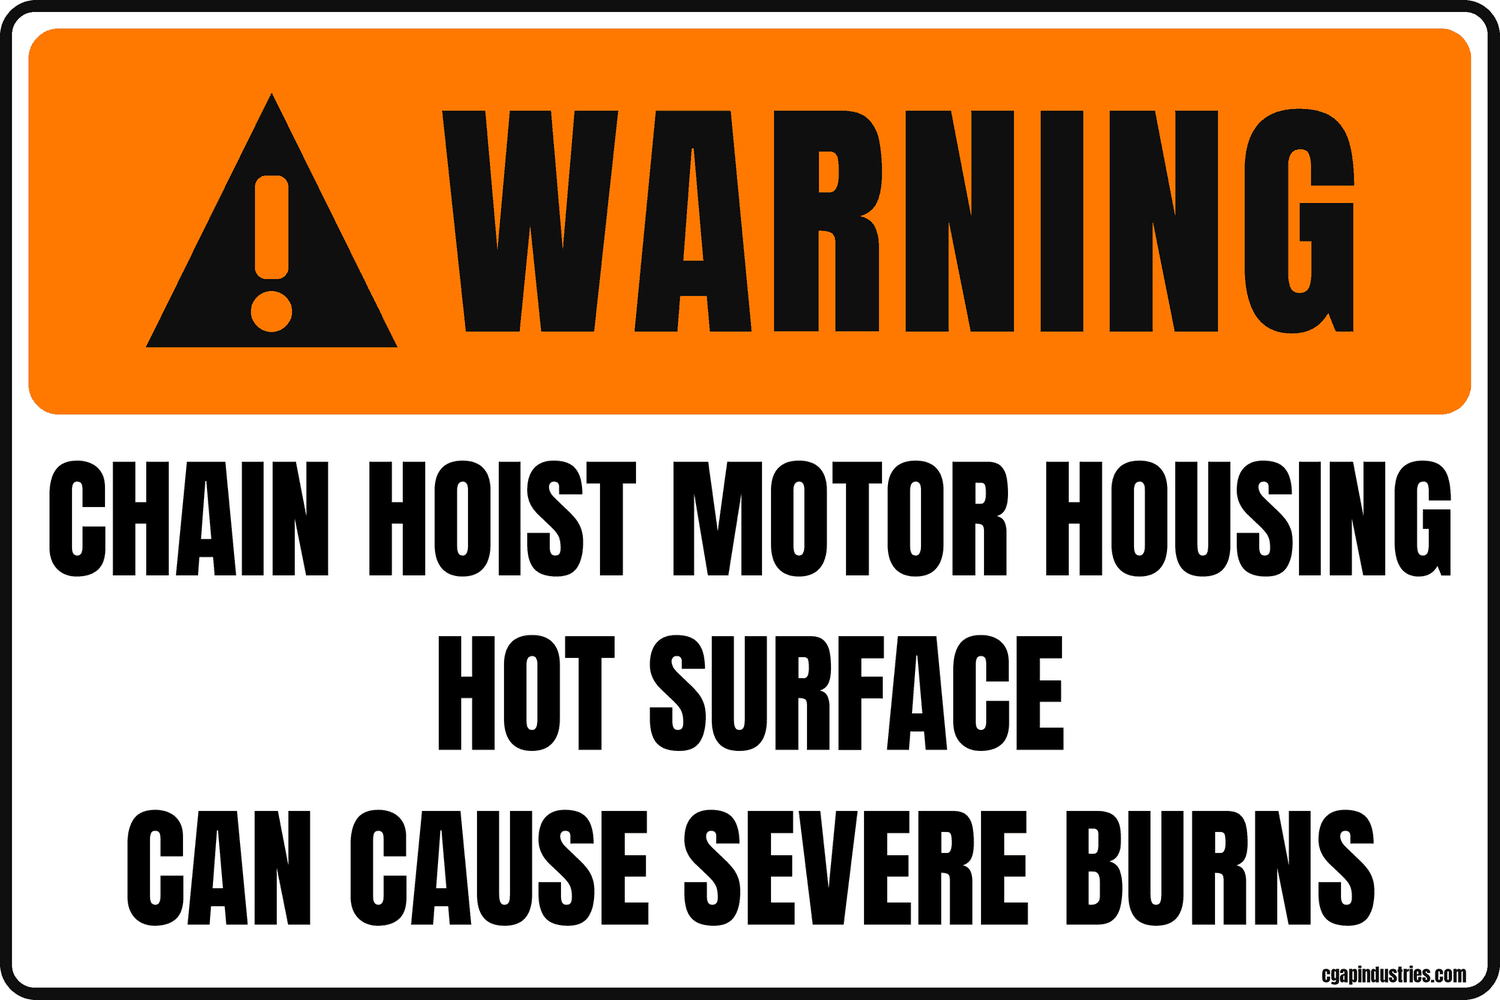 WARNING
CHAIN HOIST MOTOR HOUSING
HOT SURFACE
CAN CAUSE SEVERE BURNS
cgapindustries.com